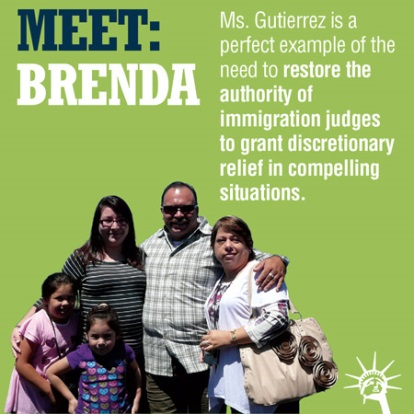 MEET:
BRENDA
Ms. Gutierrez is a
perfect example of the
need to restore the
authority of
immigration judges
to grant discretionary
relief in compelling
situations.